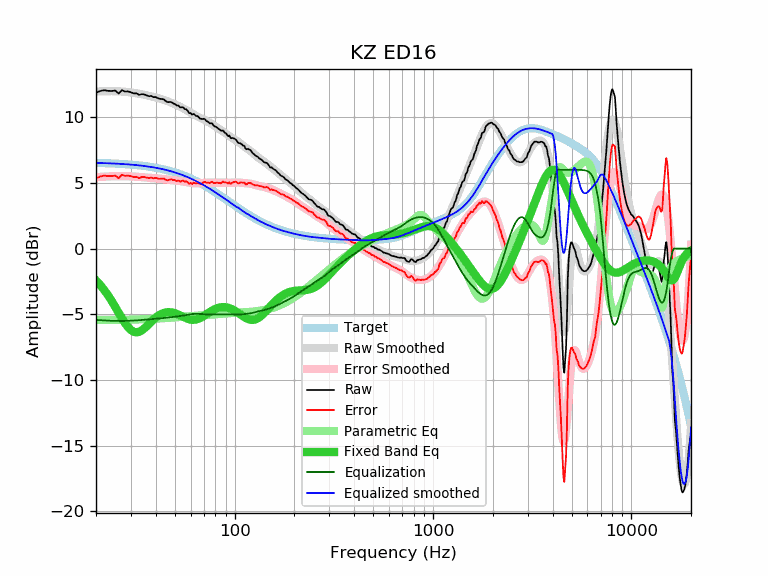 KZ ED16
Amplitude (dBr)
10
5
0
−5
−10
−15
−20
Target
Raw Smoothed
Error Smoothed
Raw
Error
Parametric Eq
Fixed Band Eq
Equalization
Equalized smoothed
100
1000
10000
Frequency (Hz)